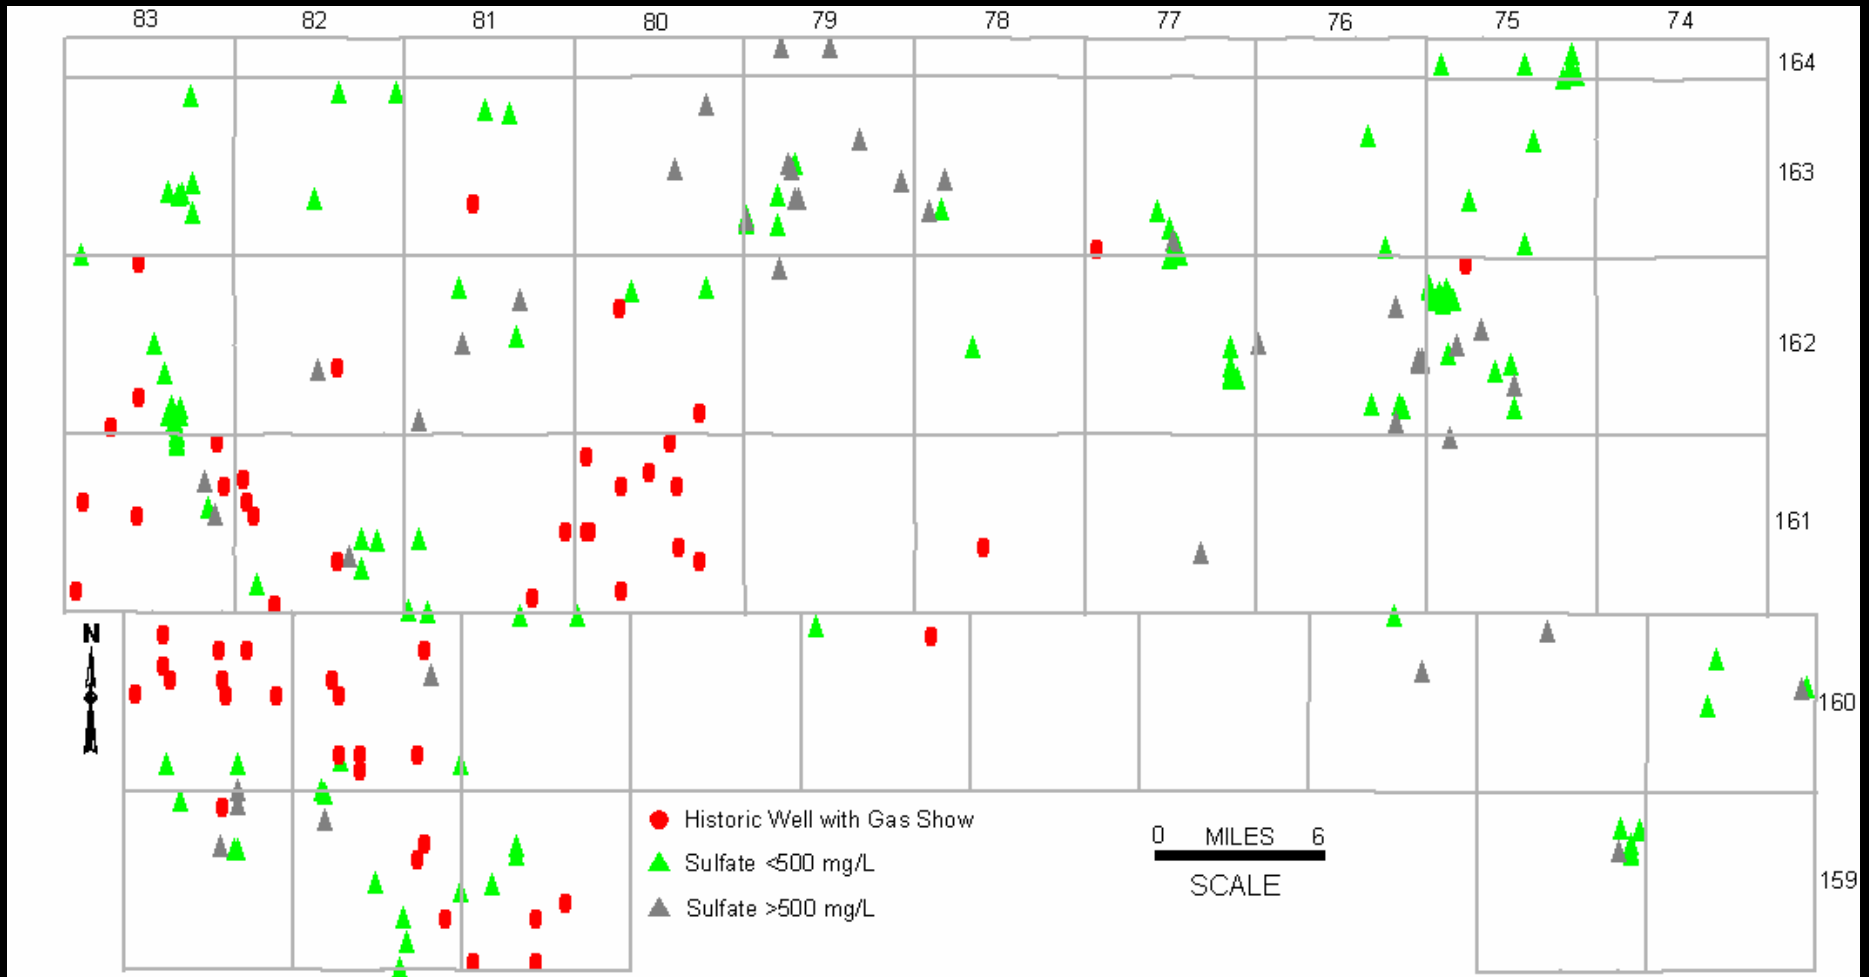 83 82 81 80 79 78 77 76 75 74
164
163
162
161
N
160
Historic Well with Gas Show
Sulfate <500 mg/L
Sulfate >500 mg/L
0 MILES 6
SCALE
159